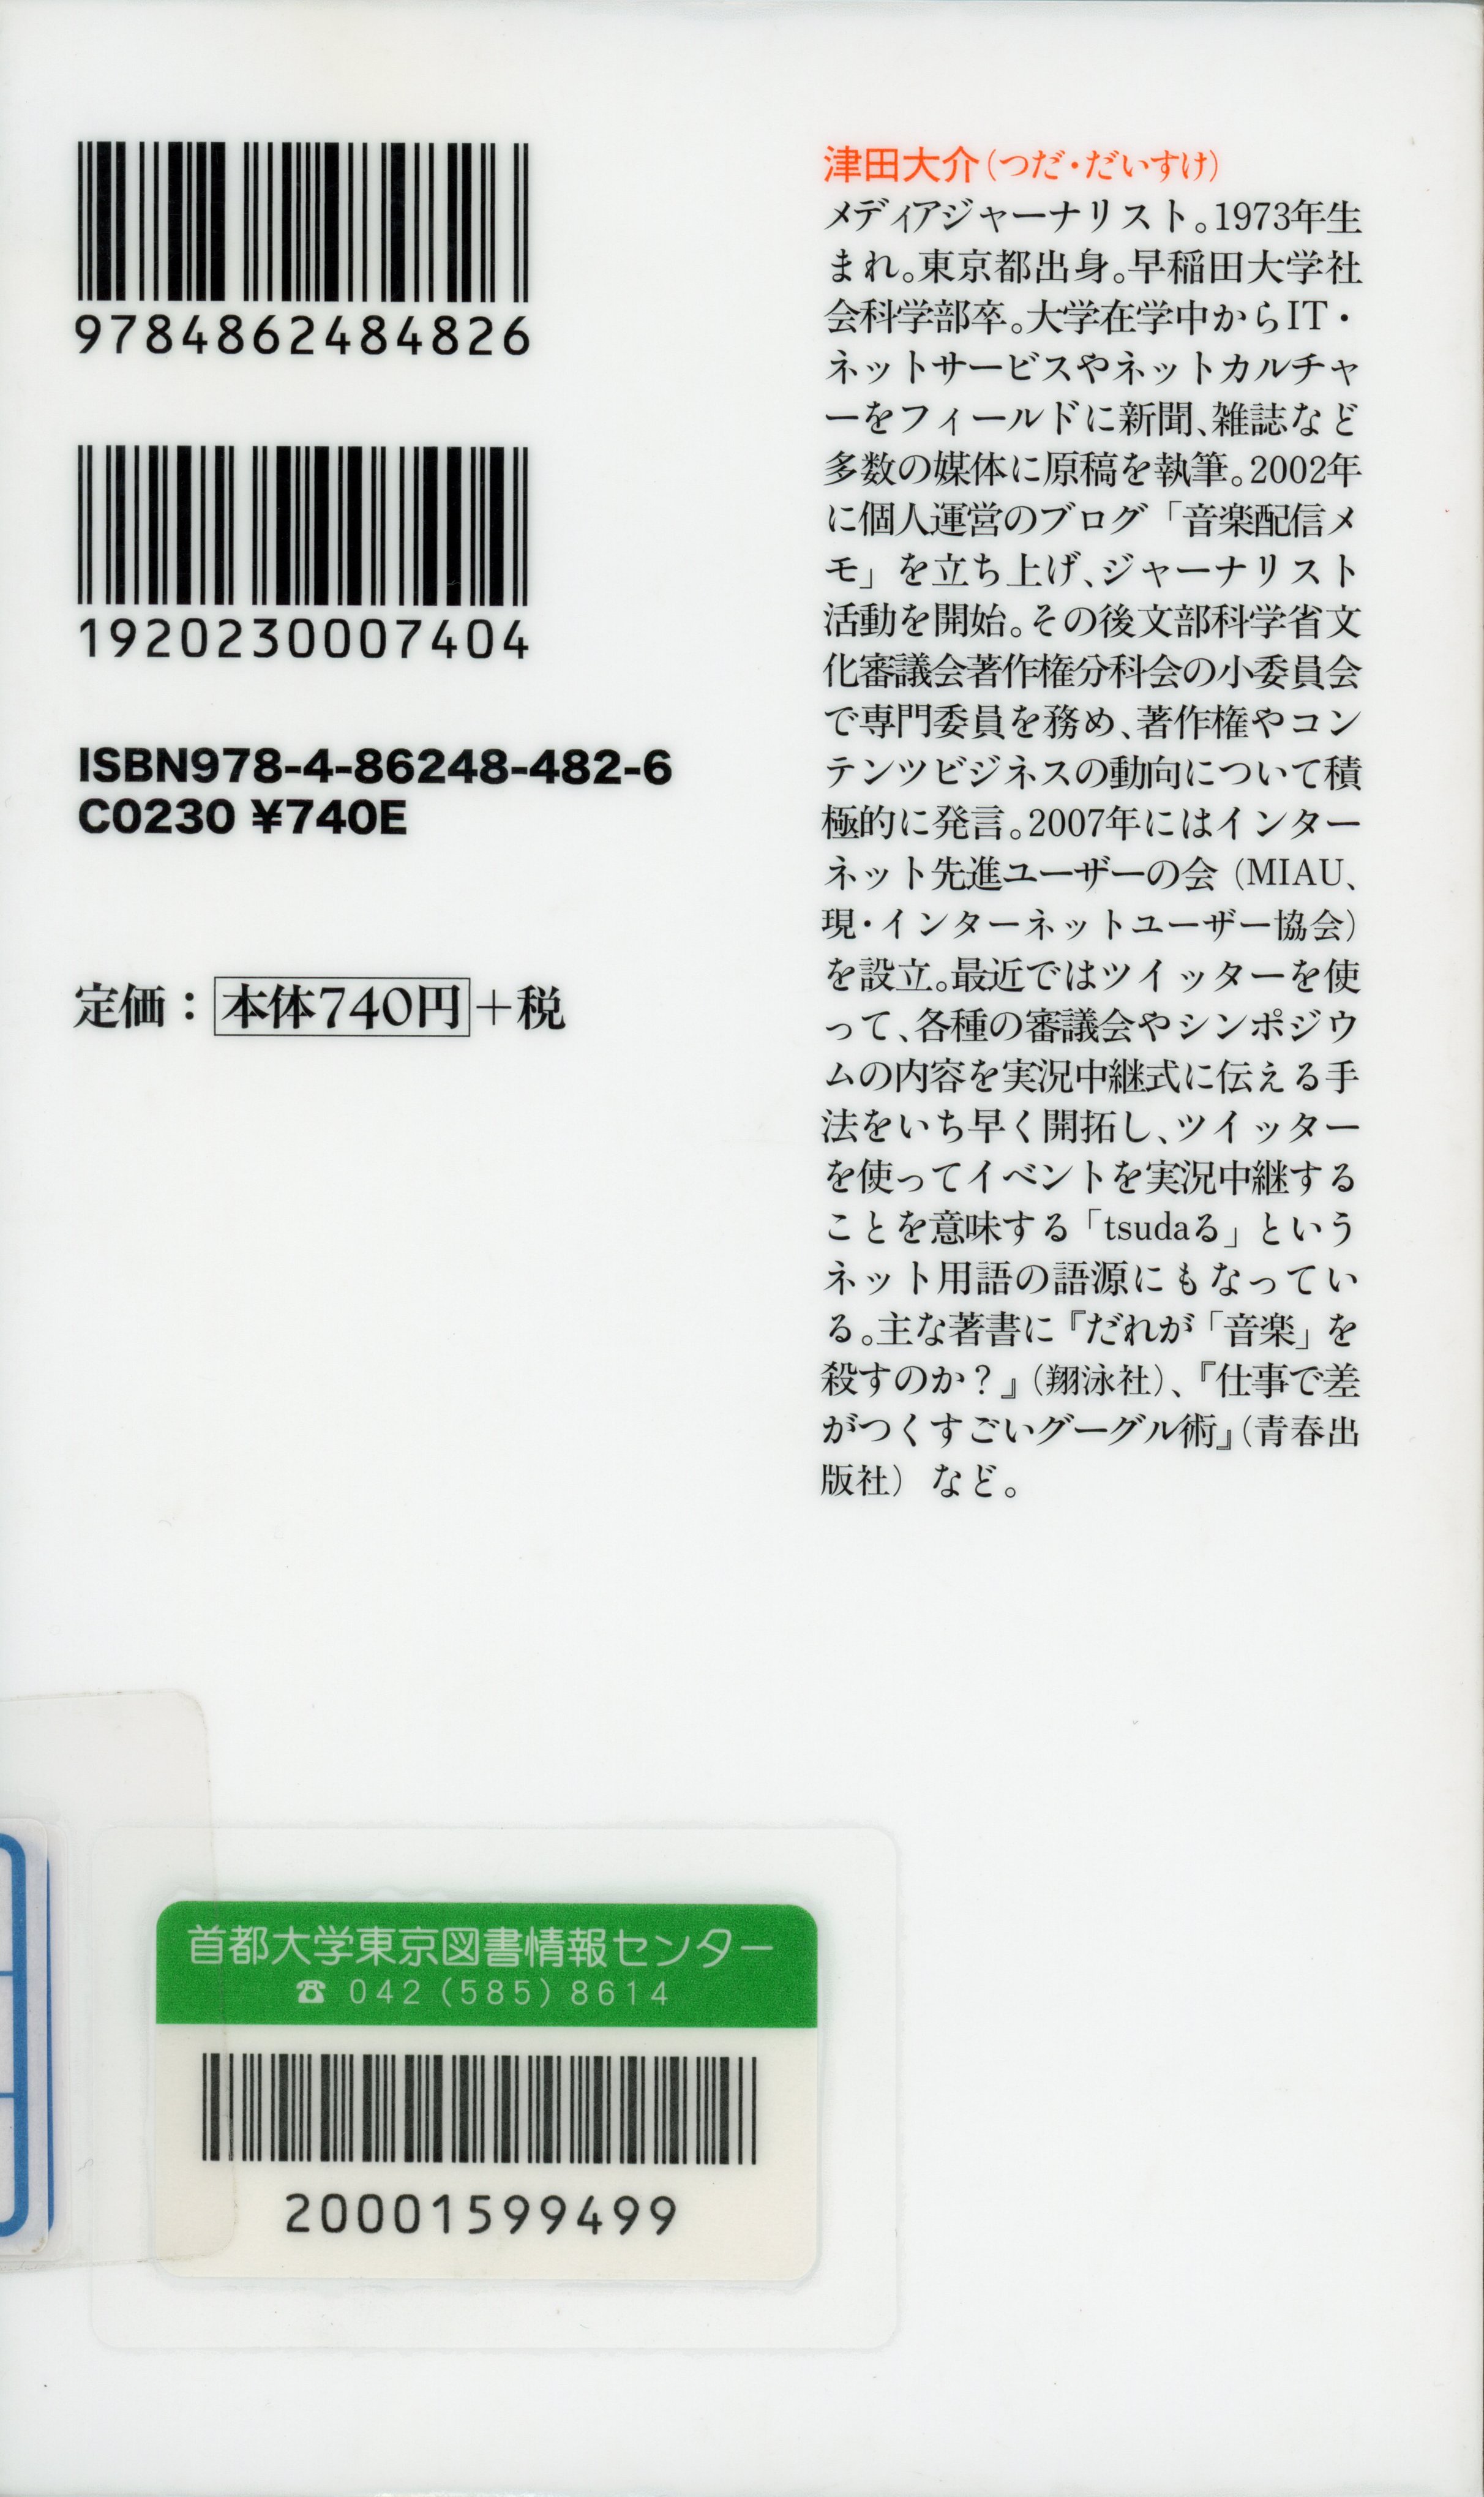 9784862484826
1920230007404
ISBN978-4-86248-482-6
C0230 ¥740E
定価：本体740円＋税
津田大介（つだ・だいすけ）
メディアジャーナリスト。1973年生
まれ。東京都出身。早稲田大学社
会科学部卒。大学在学中からIT・
ネットサービスやネットカルチャ
ーをフィールドに新聞、雑誌など
多数の媒体に原稿を執筆。2002年
に個人運営のブログ「音楽配信メ
モ」を立ち上げ、ジャーナリスト
活動を開始。その後文部科学省文
化審議会著作権分科会の小委員会
で専門委員を務め、著作権やコン
テンツビジネスの動向について積
極的に発言。2007年にはインター
ネット先進ユーザーの会（MIAU、
現・インターネットユーザー協会）
を設立。最近ではツイッターを使
って、各種の審議会やシンポジウ
ムの内容を実況中継式に伝える手
法をいち早く開拓し、ツイッター
を使ってイベントを実況中継する
ことを意味する「tsudaる」という
ネット用語の語源にもなってい
る。主な著書に『だれが「音楽」を
殺すのか？』（翔泳社）、『仕事で差
がつくすごいグーグル術』（青春出
版社）など。
首都大学東京図書情報センター
☎ 042（585）8614
20001599499